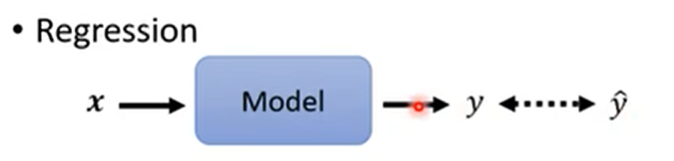 • Regression
x Model y ŷ